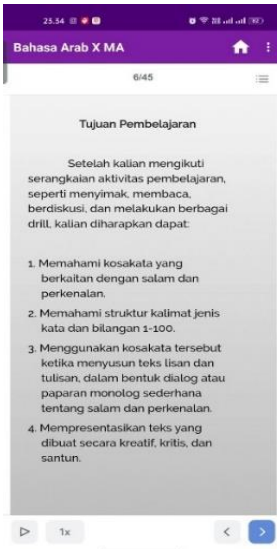 25.54
Bahasa Arab X MA
6/45
Tujuan Pembelajaran
Setelah kalian mengikuti
serangkaian aktivitas pembelajaran,
seperti menyimak, membaca,
berdiskusi, dan melakukan berbagai
drill, kalian diharapkan dapat:
1. Memahami kosakata yang
berkaitan dengan salam dan
perkenalan.
2. Memahami struktur kalimat jenis
kata dan bilangan 1-100.
3. Menggunakan kosakata tersebut
ketika menyusun teks lisan dan
tulisan, dalam bentuk dialog atau
paparan monolog sederhana
tentang salam dan perkenalan.
4. Mempresentasikan teks yang
dibuat secara kreatif, kritis, dan
santun.
1x